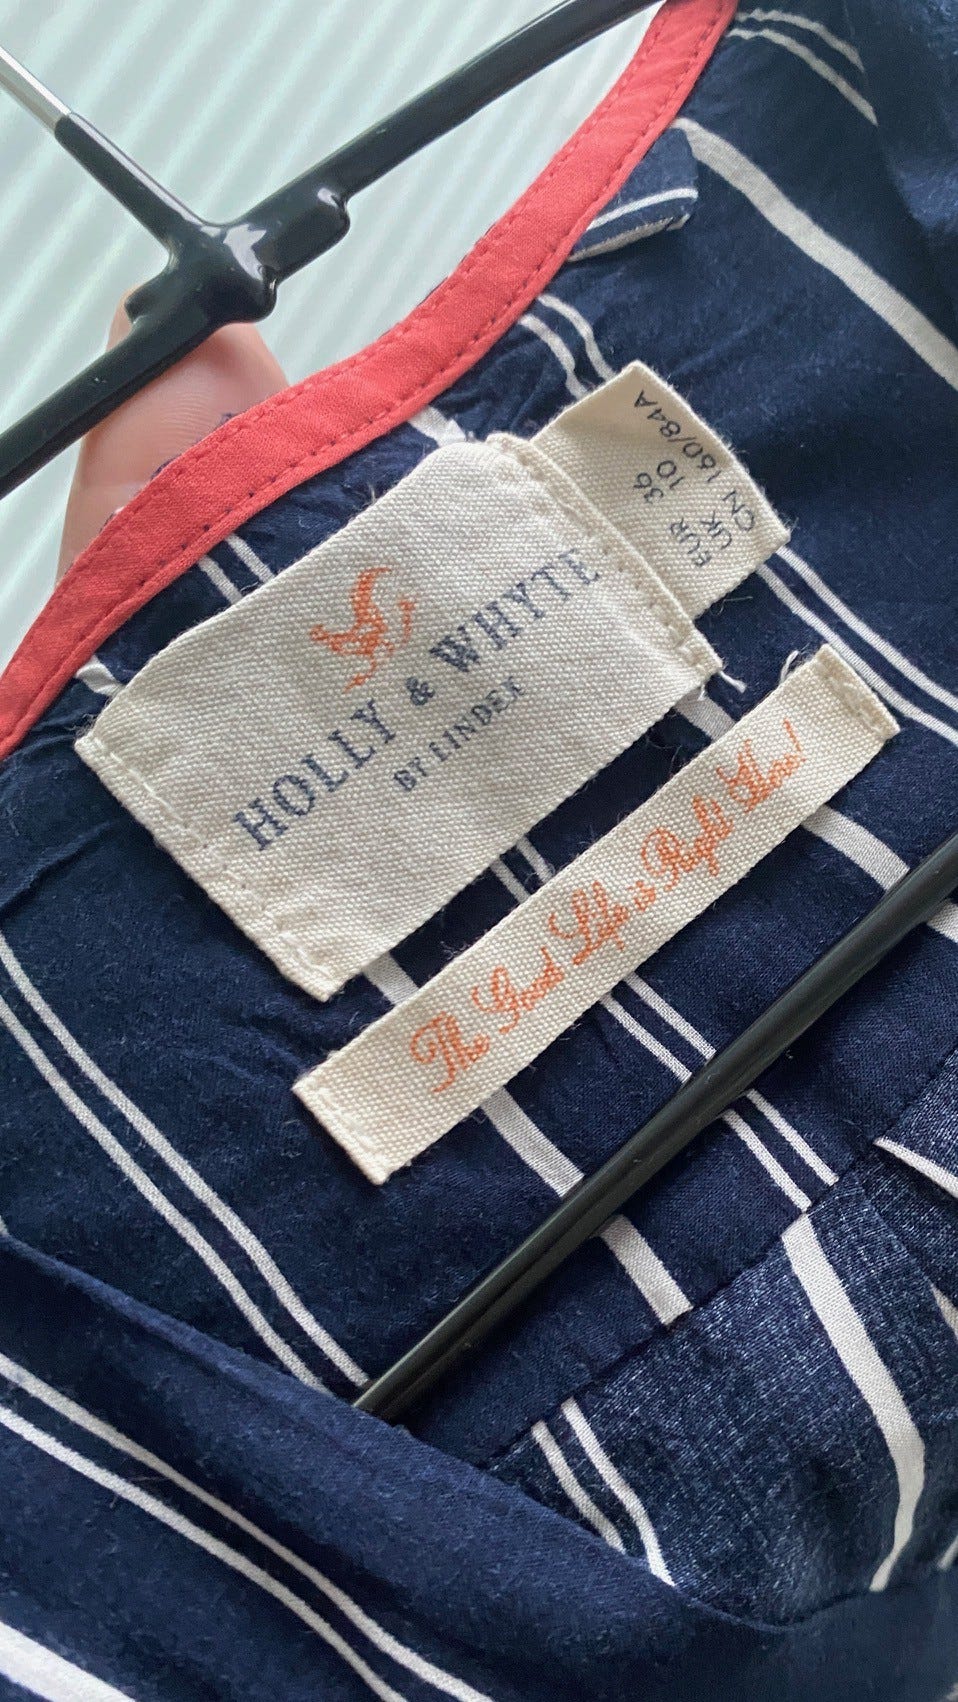 HOLLY & WHYTE
BY LINDEX
EUR 36
UK 10
CN 160/84A
The Good Life is Right Here!